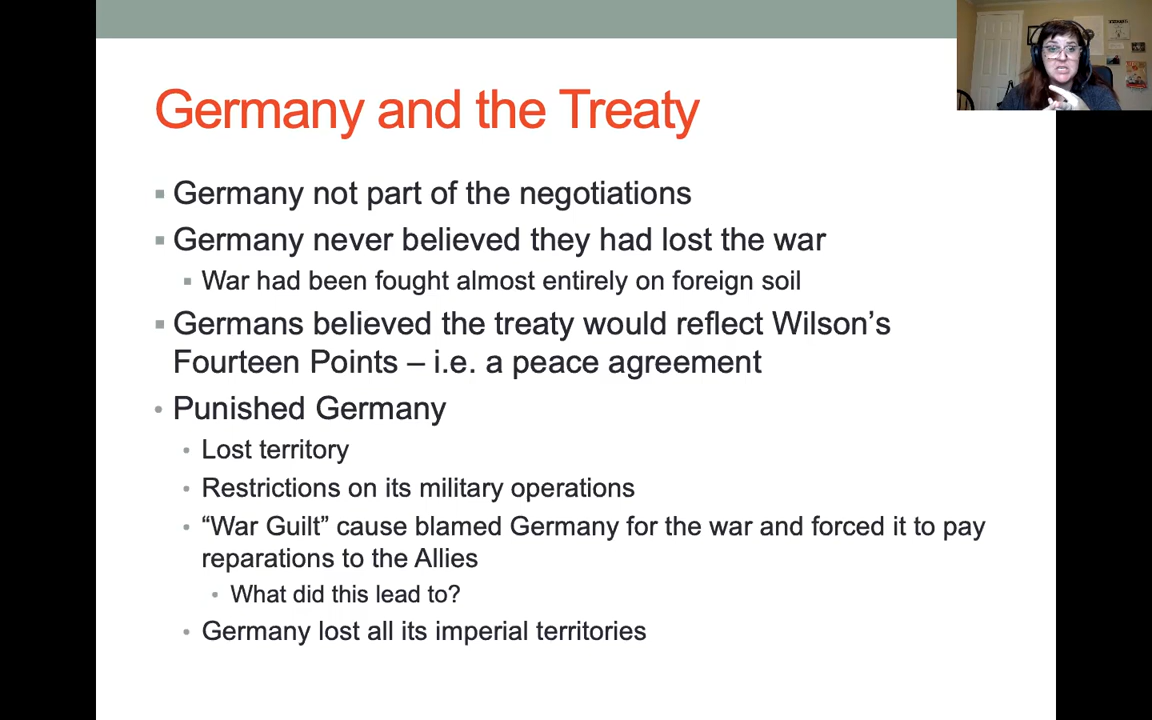 Germany and the Treaty
Germany not part of the negotiations
Germany never believed they had lost the war
War had been fought almost entirely on foreign soil
Germans believed the treaty would reflect Wilson’s
Fourteen Points – i.e. a peace agreement
Punished Germany
Lost territory
Restrictions on its military operations
“War Guilt” cause blamed Germany for the war and forced it to pay
reparations to the Allies
What did this lead to?
Germany lost all its imperial territories